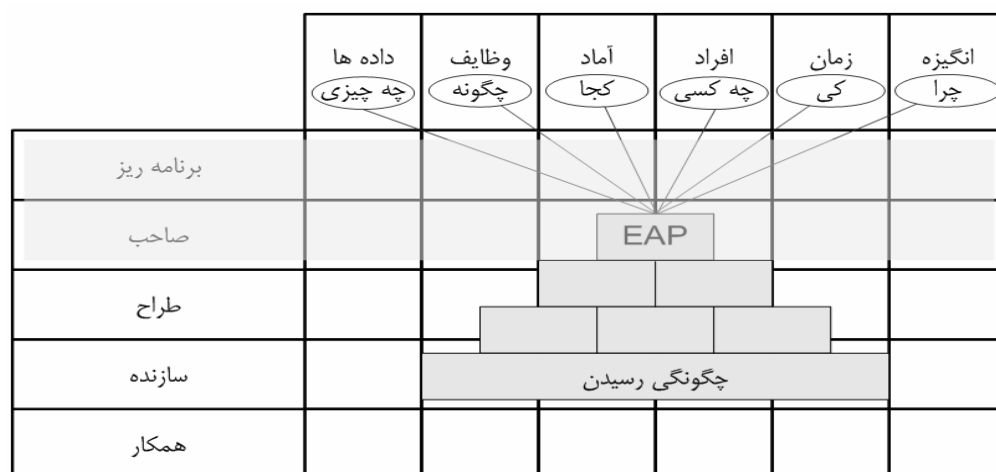 داده ها وظایف آماد افراد زمان انگیزه
چه چیزی چگونه کجا چه کسی کی چرا
برنامه ریز
صاحب
EAP
طراح
سازنده
چگونگی رسیدن
همکار